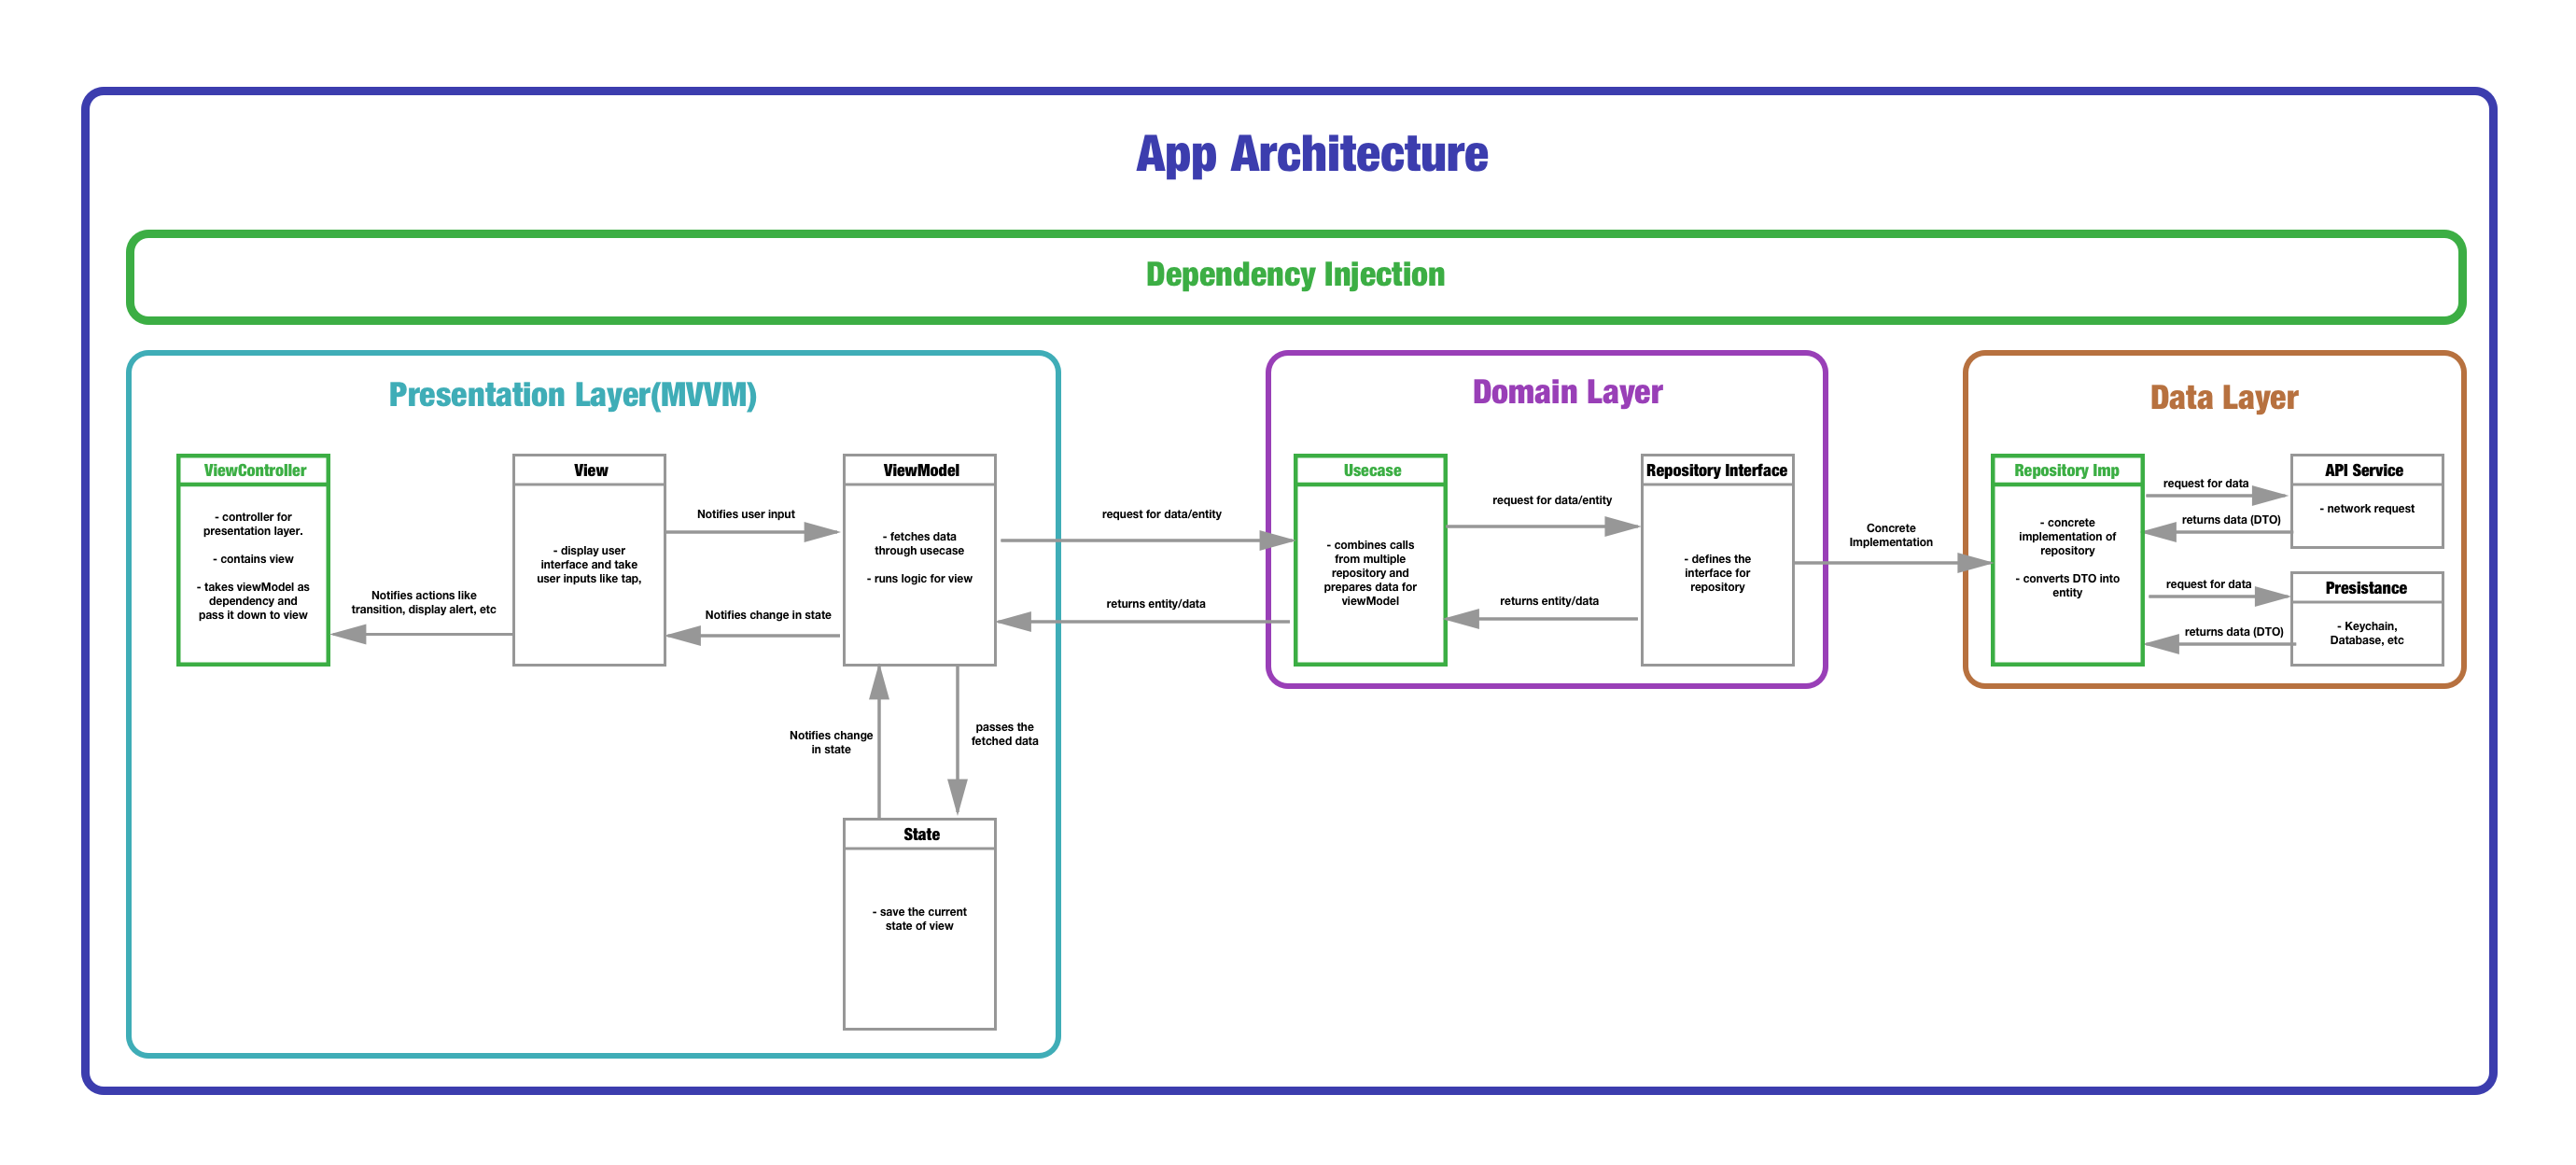 App Architecture
Dependency Injection
Presentation Layer(MVVM)
ViewController
- controller for
presentation layer.
- contains view
- takes viewModel as
dependency and
pass it down to view
Notifies actions like
transition, display alert, etc
View
- display user
interface and take
user inputs like tap,
Notifies user input
Notifies change in state
ViewModel
- fetches data
through usecase
- runs logic for view
Notifies change
in state
passes the
fetched data
State
- save the current
state of view
request for data/entity
returns entity/data
Domain Layer
Usecase
- combines calls
from multiple
repository and
prepares data for
viewModel
request for data/entity
returns entity/data
Repository Interface
- defines the
interface for
repository
Concrete
Implementation
Data Layer
Repository Imp
- concrete
implementation of
repository
- converts DTO into
entity
request for data
returns data (DTO)
request for data
returns data (DTO)
API Service
- network request
Presistance
- Keychain,
Database, etc